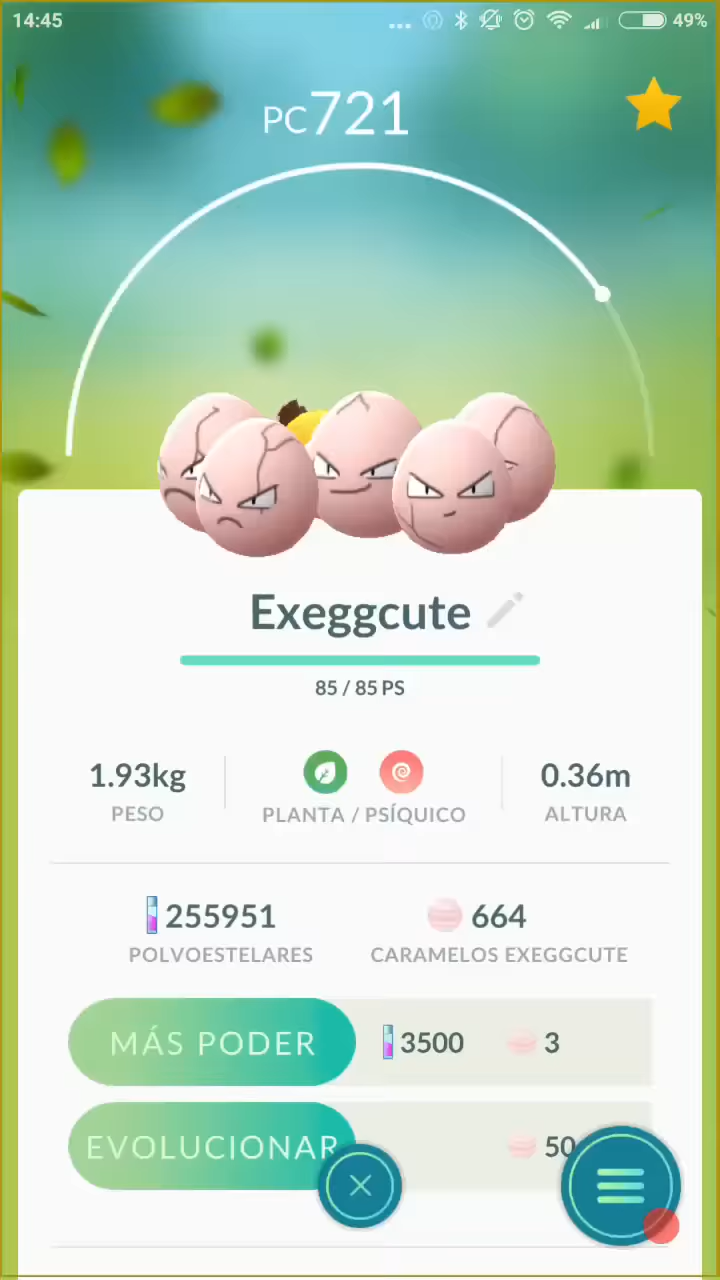 14:45 ... 49%
PC721
Exeggcute
85 / 85 PS
1.93kg 0.36m
PESO PLANTA / PSÍQUICO ALTURA
255951 664
POLVOESTELARES CARAMELOS EXEGGCUTE
MÁS PODER 3500 3
EVOLUCIONAR 50